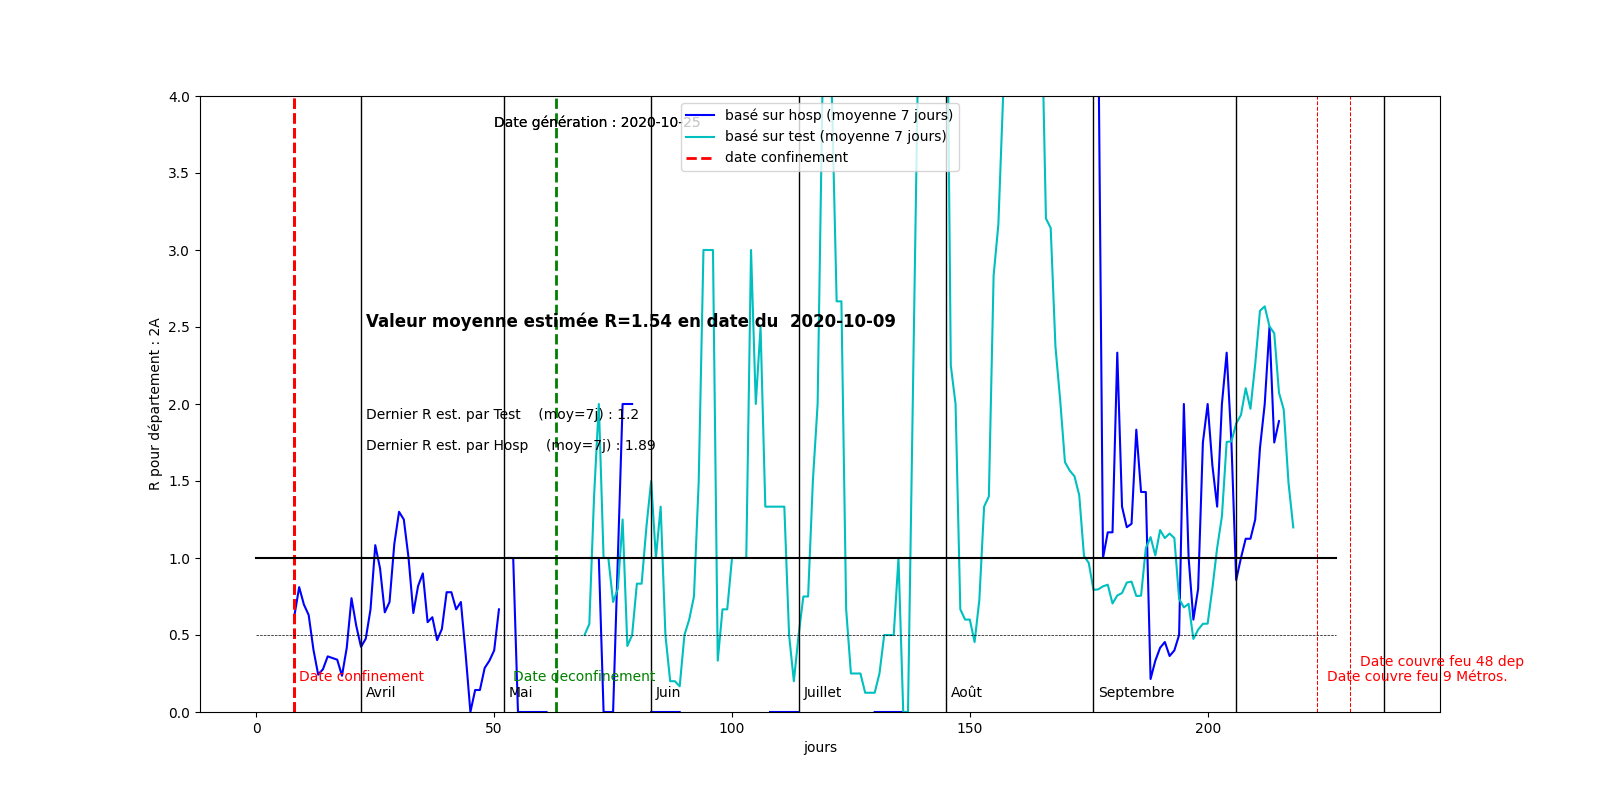 4.0
3.5
3.0
2.5
2.0
1.5
1.0
0.5
0.0
R pour département : 2A
Date génération : 2020-10-25
basé sur hosp (moyenne 7 jours)
basé sur test (moyenne 7 jours)
date confinement
Valeur moyenne estimée R=1.54 en date du 2020-10-09
Dernier R est. par Test (moy=7j) : 1.2
Dernier R est. par Hosp (moy=7j) : 1.89
Date couvre feu 48 dep
Date confinement
Date deconfinement
Date couvre feu 9 Métros.
Avril
Mai
Juin
Juillet
Août
Septembre
0
50
100
150
200
jours